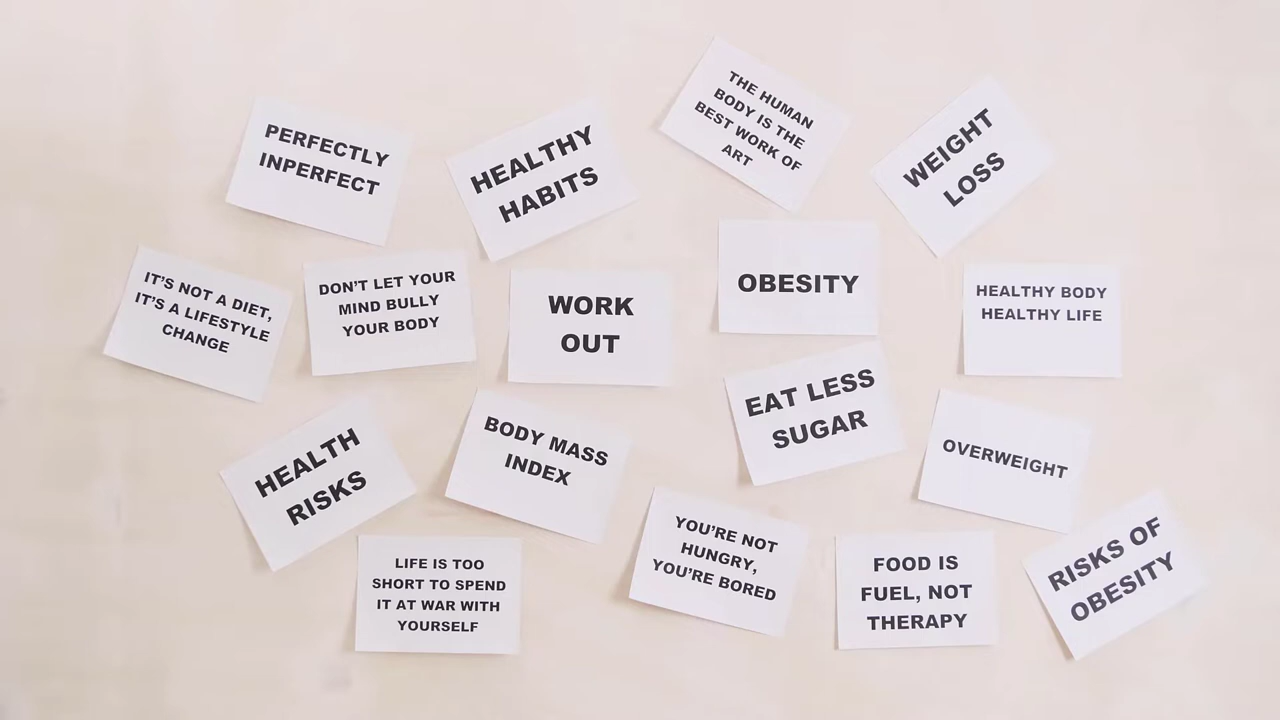 THE HUMAN
BODY IS THE
BEST WORK OF
ART
PERFECTLY
INPERFECT
HEALTHY
HABITS
WEIGHT
LOSS
IT'S NOT A DIET,
IT'S A LIFESTYLE
CHANGE
DON'T LET YOUR
MIND BULLY
YOUR BODY
WORK
OUT
OBESITY
HEALTHY BODY
HEALTHY LIFE
HEALTH
RISKS
BODY MASS
INDEX
EAT LESS
SUGAR
OVERWEIGHT
LIFE IS TOO
SHORT TO SPEND
IT AT WAR WITH
YOURSELF
YOU'RE NOT
HUNGRY,
YOU'RE BORED
FOOD IS
FUEL, NOT
THERAPY
RISKS OF
OBESITY